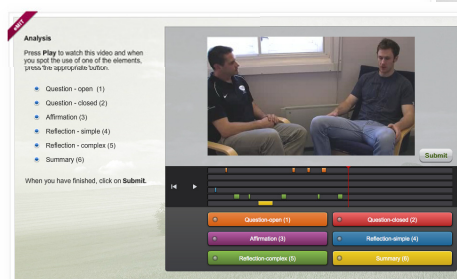 eMIT
Analysis
Press Play to watch this video and when
you spot the use of one of the elements,
press the appropriate button.
Question - open (1)
Question - closed (2)
Affirmation (3)
Reflection - simple (4)
Reflection - complex (5)
Summary (6)
When you have finished, click on Submit.
Submit
Question-open (1)
Question-closed (2)
Affirmation (3)
Reflection-simple (4)
Reflection-complex (5)
Summary (6)